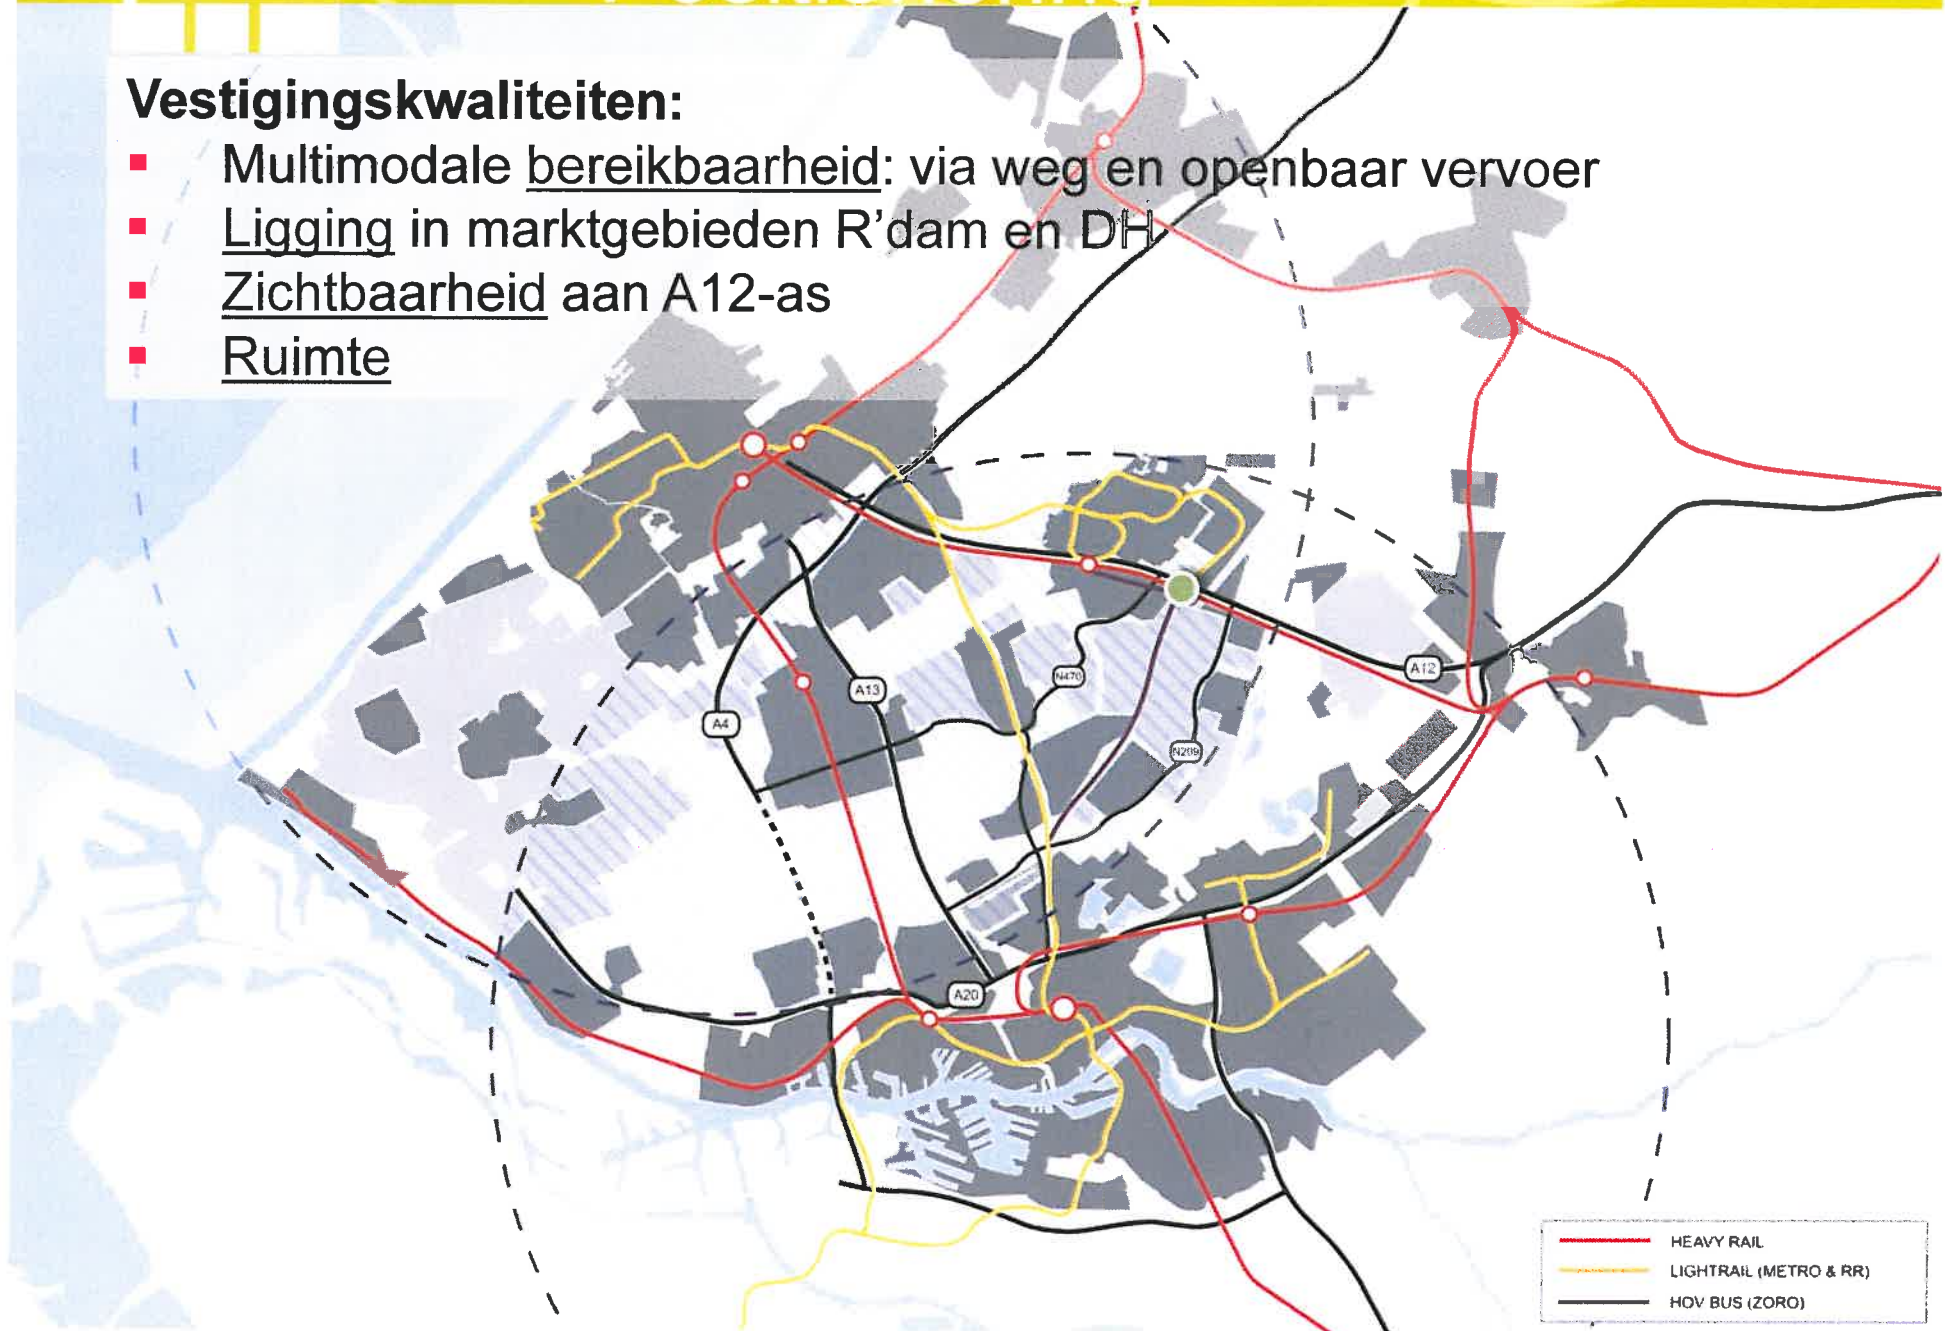 Vestigingskwaliteiten:
Multimodale bereikbaarheid: via weg en openbaar vervoer
Ligging in marktgebieden R'dam en DH
Zichtbaarheid aan A12-as
Ruimte
A12
N470
A13
A4
N209
A20
HEAVY RAIL
LIGHTRAIL (METRO & RR)
HOV BUS (ZORO)